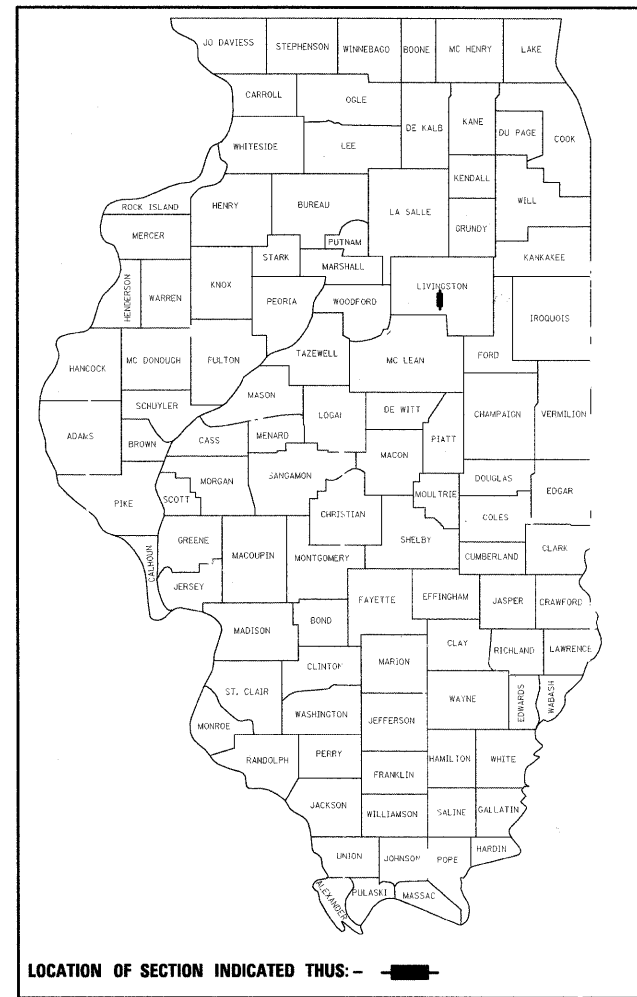 JO DAVIESS STEPHENSON WINNEBAGO BOONE MC HENRY LAKE
CARROLL OGLE DE KALB KANE DU PAGE COOK
WHITESIDE LEE
KENDALL WILL
ROCK ISLAND HENRY BUREAU LA SALLE GRUNDY
MERCER PUTNAM
STARK MARSHALL KANKAKEE
HENDERSON WARREN KNOX PEORIA WOODFORD LIVINGSTON IROQUOIS
HANCOCK MC DONOUGH FULTON TAZEWELL MC LEAN FORD
MASON
SCHUYLER LOGAN DE WITT CHAMPAIGN VERMILION
ADAMS BROWN CASS MENARD MACON PIATT
MORGAN SANGAMON DOUGLAS
PIKE SCOTT CHRISTIAN MOULTRIE EDGAR
COLES
GREENE MACOUPIN MONTGOMERY SHELBY
CALHOUN CUMBERLAND CLARK
JERSEY
FAYETTE EFFINGHAM JASPER CRAWFORD
MADISON BOND
CLAY RICHLAND LAWRENCE
CLINTON MARION
ST. CLAIR WAYNE EDWARDS WABASH
WASHINGTON JEFFERSON
MONROE
RANDOLPH PERRY HAMILTON WHITE
FRANKLIN
JACKSON WILLIAMSON SALINE GALLATIN
UNION JOHNSON POPE HARDIN
ALEXANDER PULASKI MASSAC
LOCATION OF SECTION INDICATED THUS: –